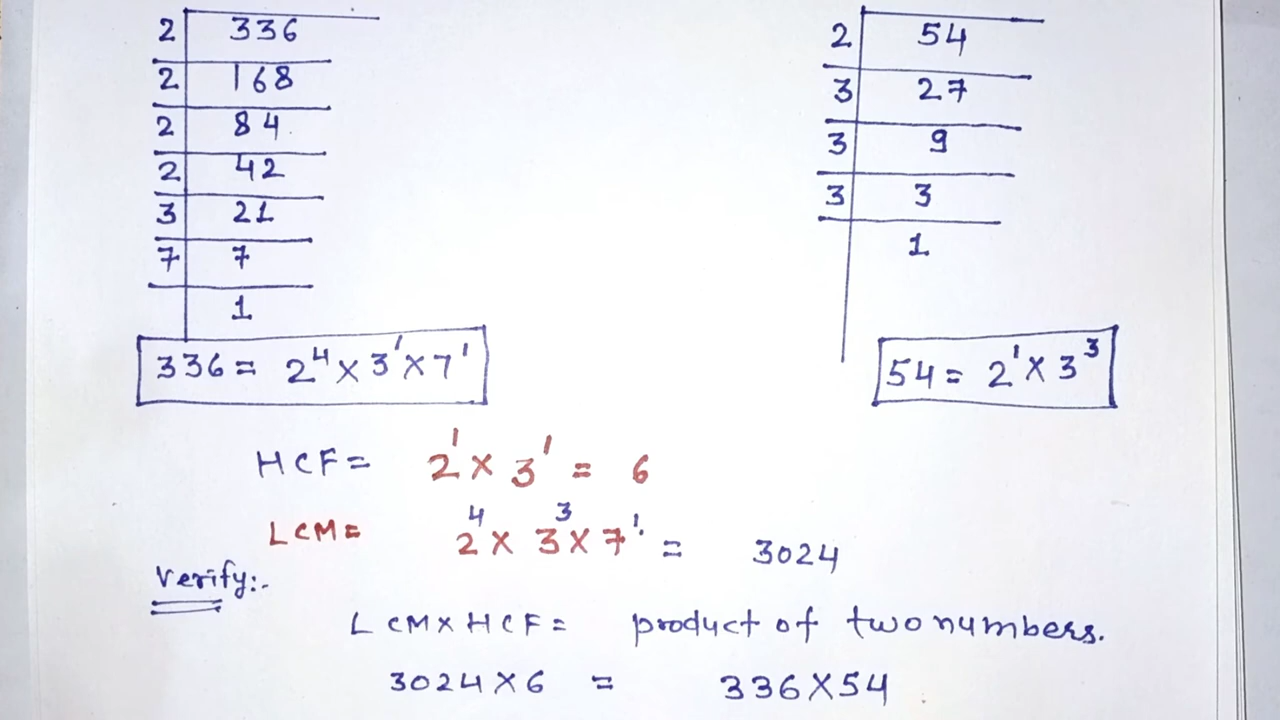 2 336
2 168
2 84
2 42
3 21
7 7
1
336 = 2⁴ × 3¹ × 7¹
2 54
3 27
3 9
3 3
1
54 = 2¹ × 3³
HCF = 2¹ × 3¹ = 6
LCM = 2⁴ × 3³ × 7¹ = 3024
Verify:-
LCM × HCF = product of two numbers.
3024 × 6 = 336 × 54